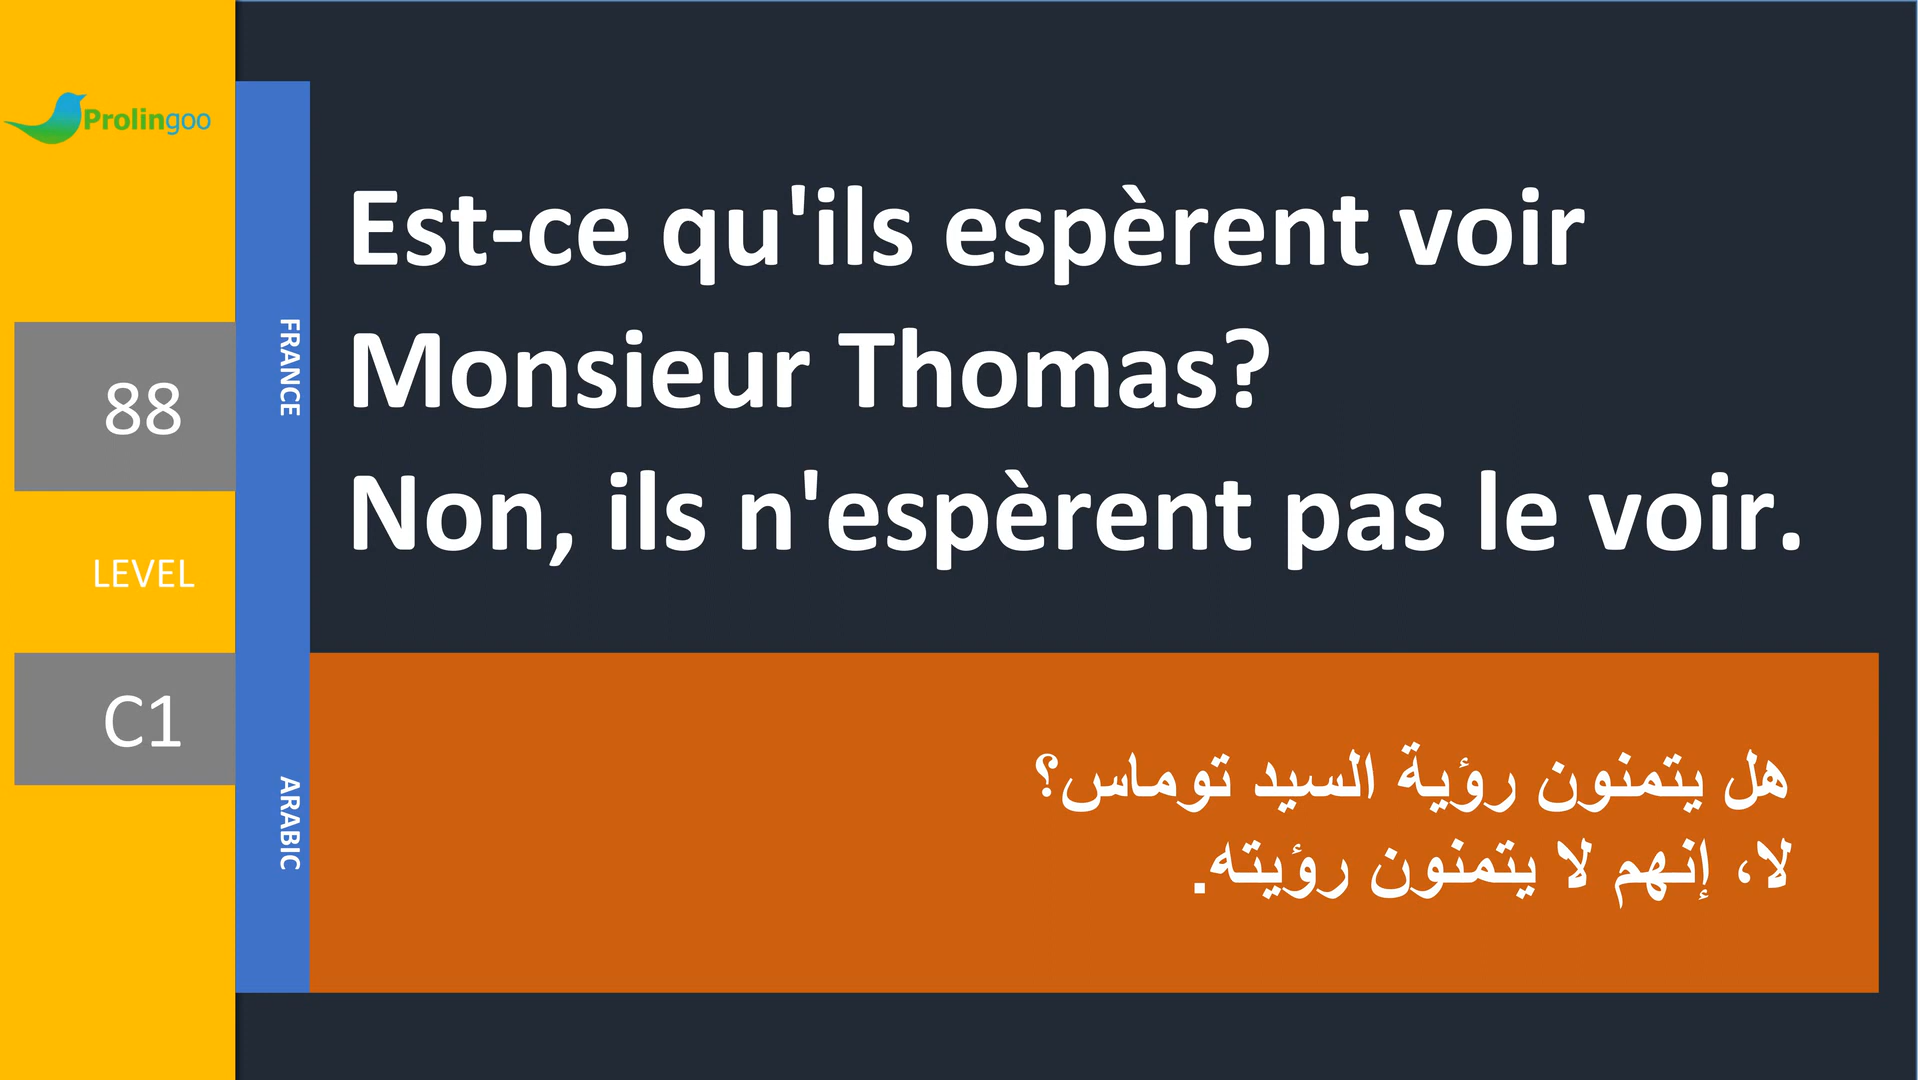 Prolingoo
88
LEVEL
C1
FRANCE
Est-ce qu'ils espèrent voir
Monsieur Thomas?
Non, ils n'espèrent pas le voir.
ARABIC
هل يتمنون رؤية السيد توماس؟
لا، إنهم لا يتمنون رؤيته.